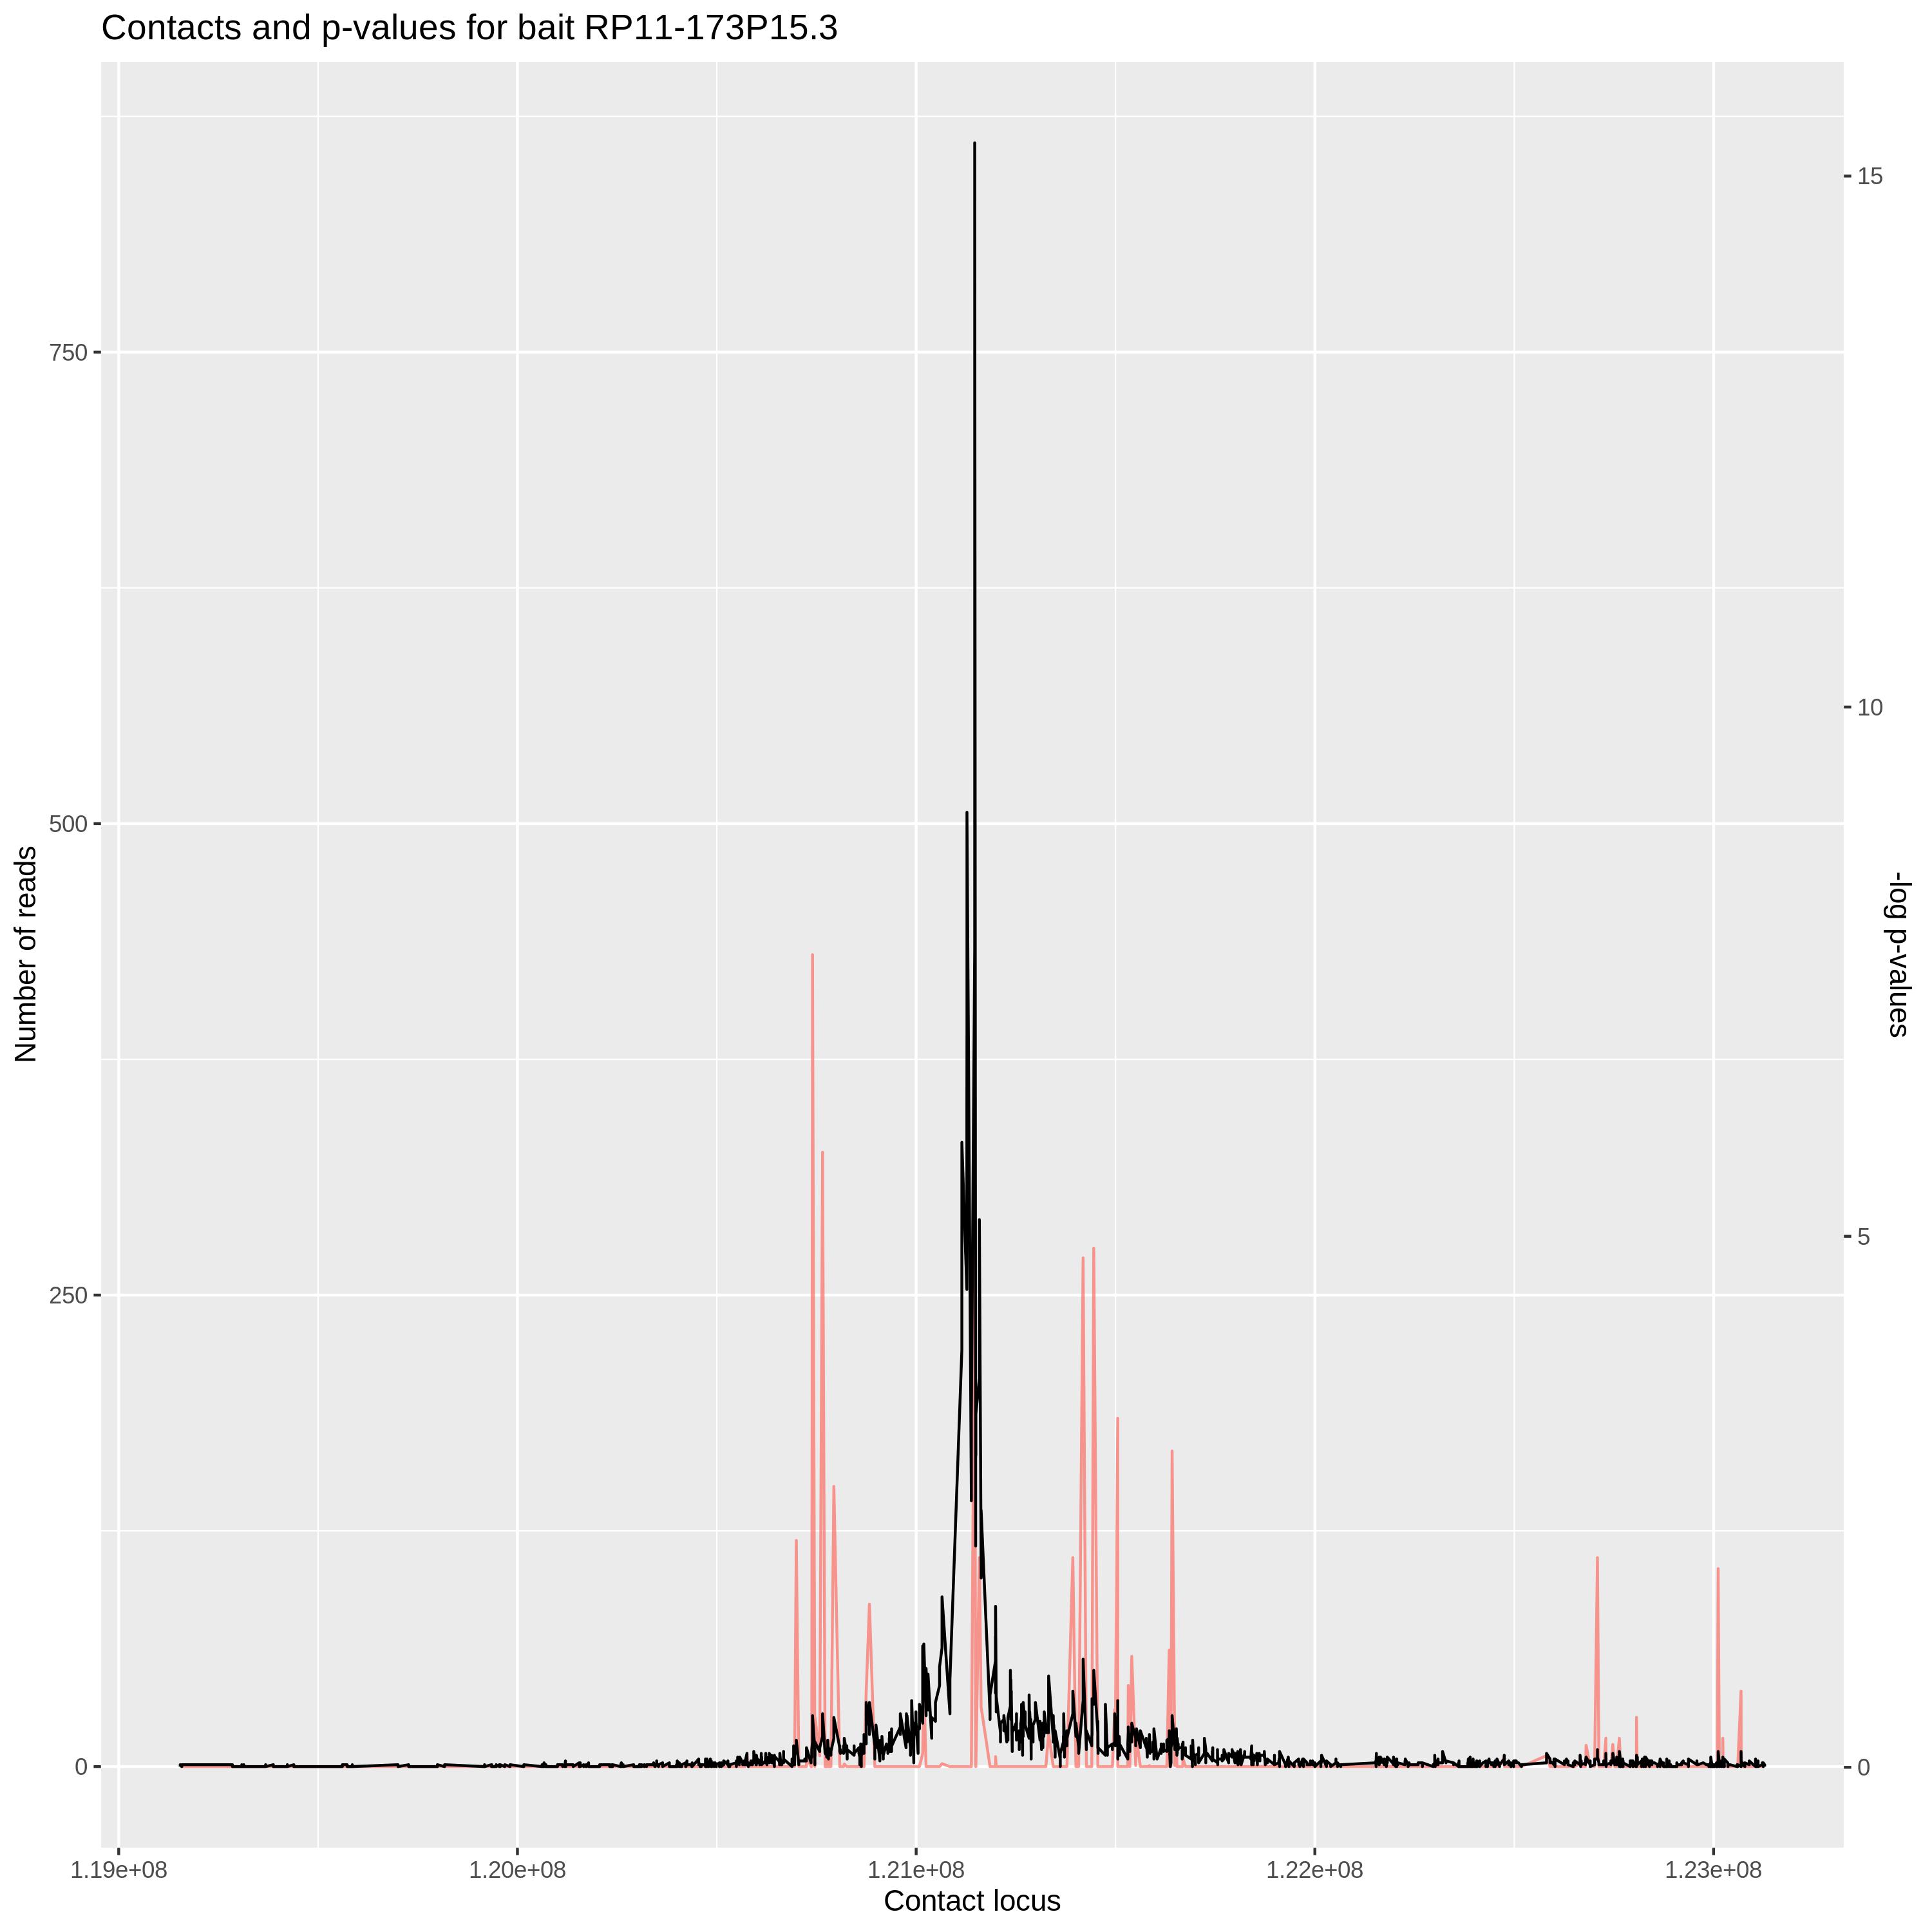 Contacts and p-values for bait RP11-173P15.3
750
500
250
0
Number of reads
15
10
5
0
-log p-values
1.19e+08
1.20e+08
1.21e+08
1.22e+08
1.23e+08
Contact locus